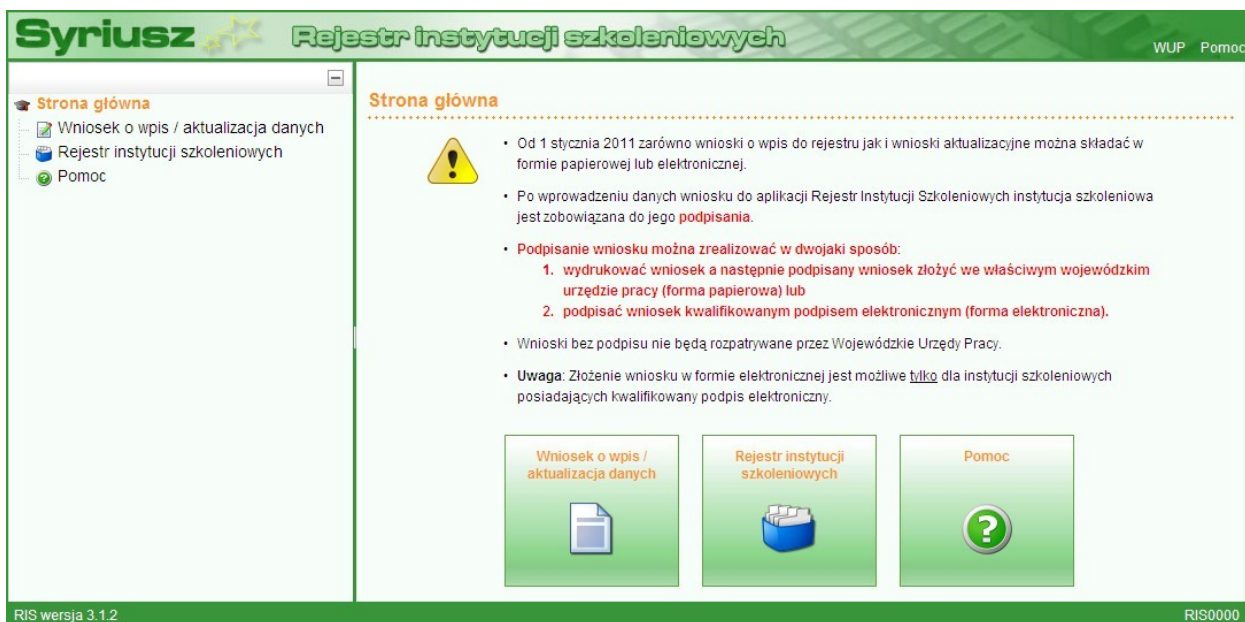 Syriusz
Rejestr instytucji szkoleniowych
WUP Pomoc
Strona główna
Wniosek o wpis / aktualizacja danych
Rejestr instytucji szkoleniowych
Pomoc
Strona główna
• Od 1 stycznia 2011 zarówno wnioski o wpis do rejestru jak i wnioski aktualizacyjne można składać w
formie papierowej lub elektronicznej.
• Po wprowadzeniu danych wniosku do aplikacji Rejestr Instytucji Szkoleniowych instytucja szkoleniowa
jest zobowiązana do jego podpisania.
• Podpisanie wniosku można zrealizować w dwojaki sposób:
1. wydrukować wniosek a następnie podpisany wniosek złożyć we właściwym wojewódzkim
urzędzie pracy (forma papierowa) lub
2. podpisać wniosek kwalifikowanym podpisem elektronicznym (forma elektroniczna).
• Wnioski bez podpisu nie będą rozpatrywane przez Wojewódzkie Urzędy Pracy.
• Uwaga: Złożenie wniosku w formie elektronicznej jest możliwe tylko dla instytucji szkoleniowych
posiadających kwalifikowany podpis elektroniczny.
Wniosek o wpis /
aktualizacja danych
Rejestr instytucji
szkoleniowych
Pomoc
RIS wersja 3.1.2
RIS0000